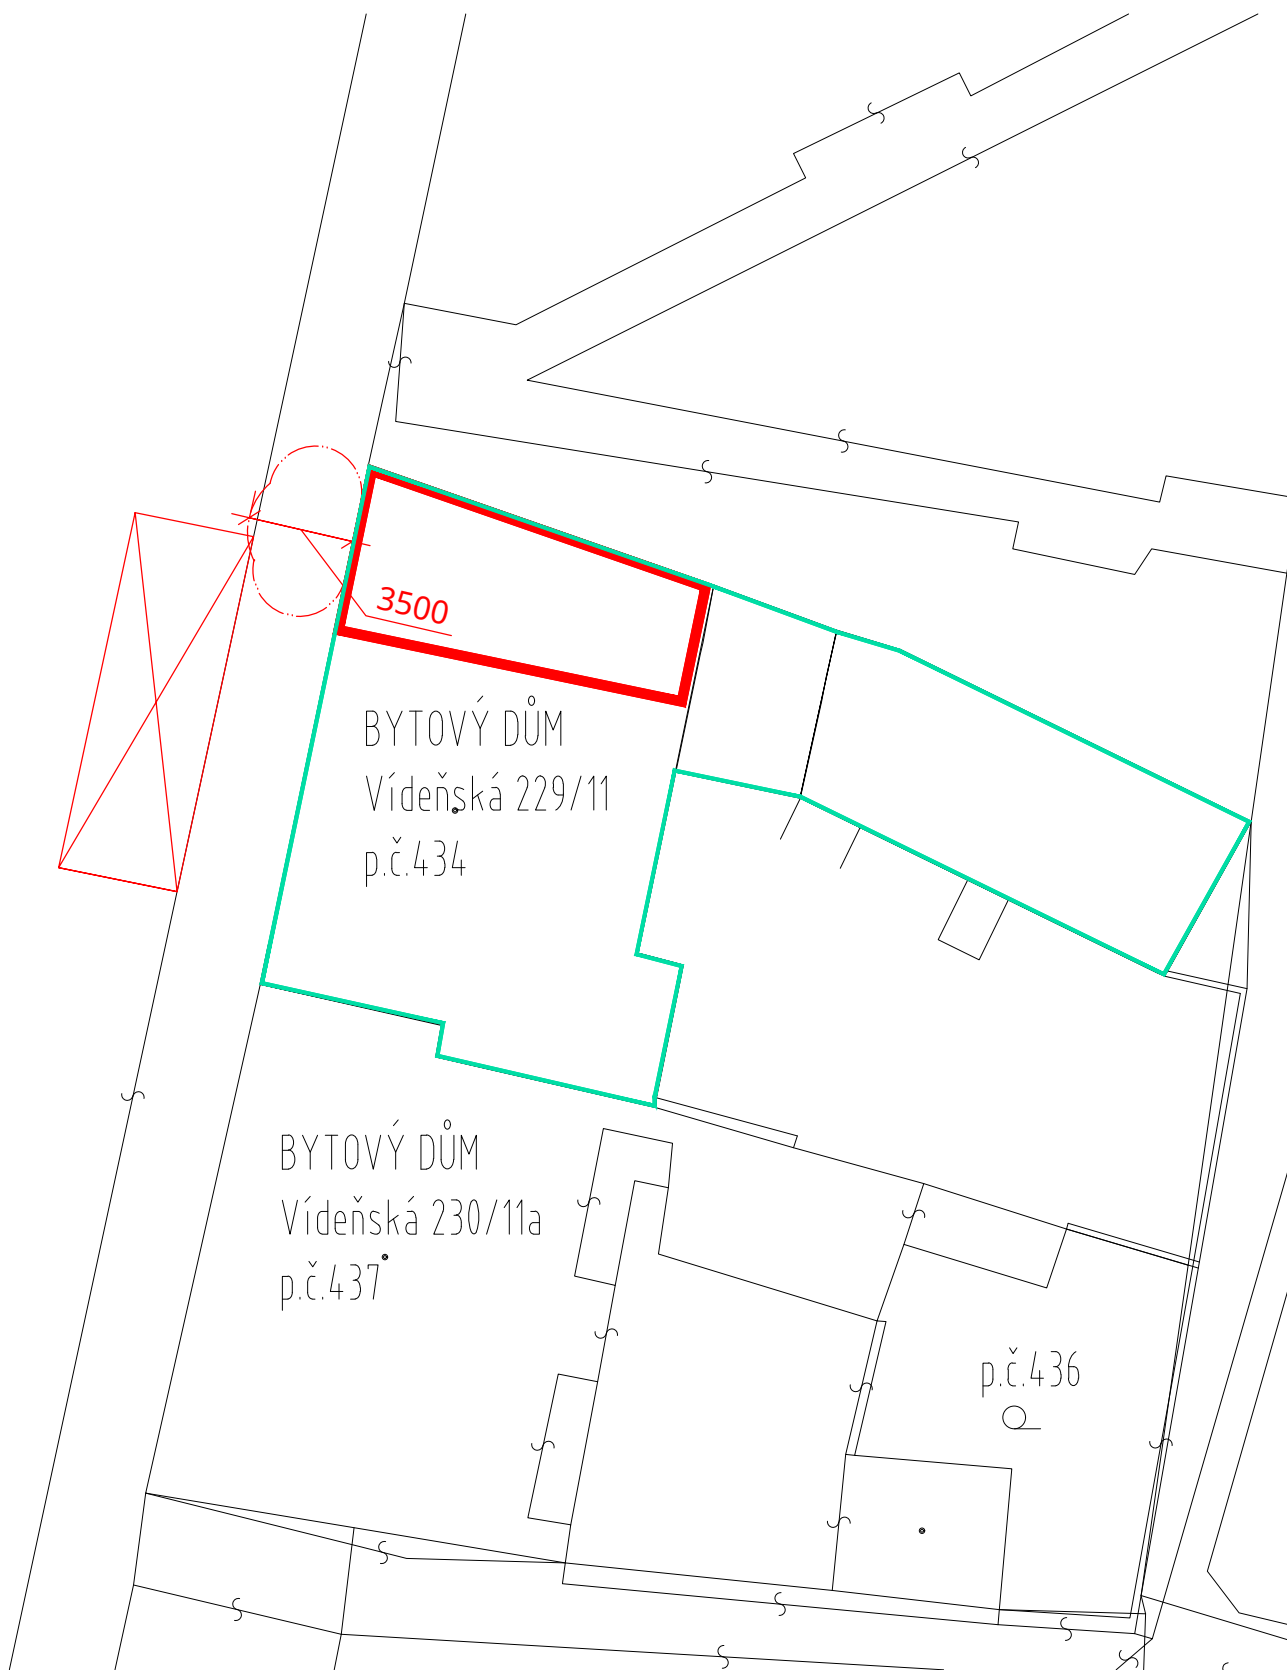 3500
BYTOVÝ DŮM
Vídeňská 229/11
p.č.434
BYTOVÝ DŮM
Vídeňská 230/11a
p.č.437
p.č.436